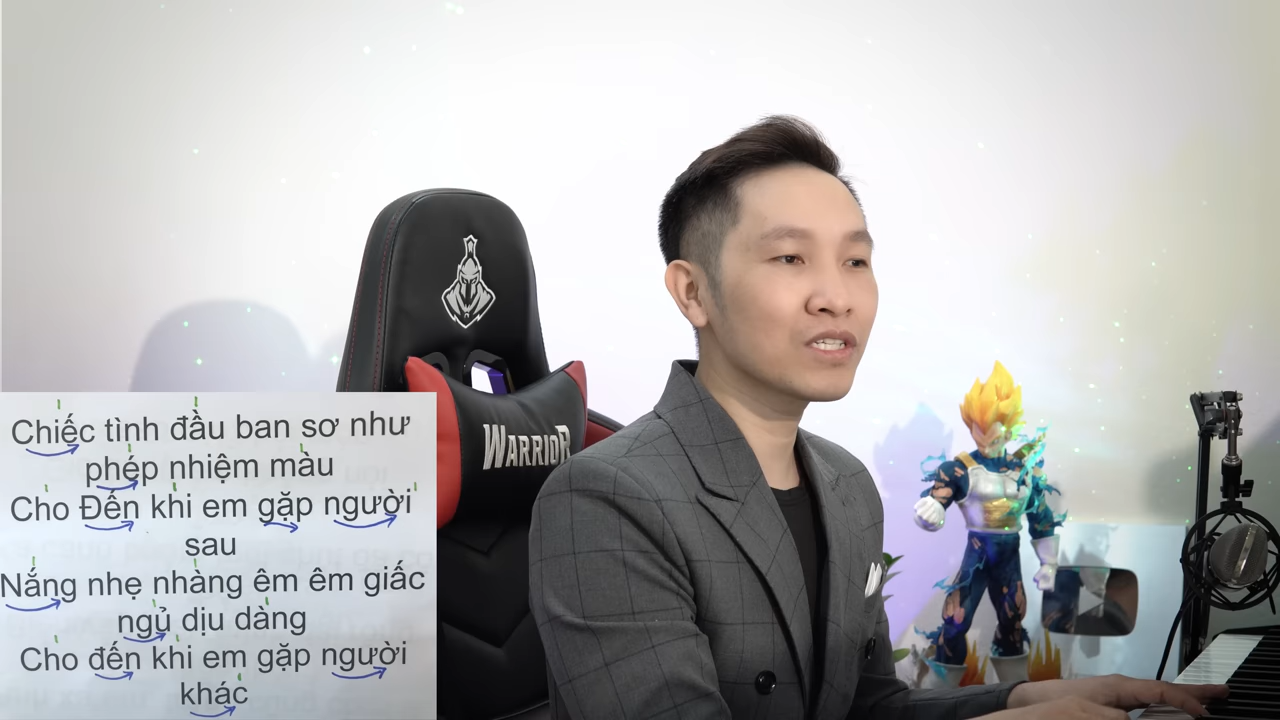 WARRIOR
Chiếc tình đầu ban sơ như
phép nhiệm màu
Cho Đến khi em gặp người
sau
Nắng nhẹ nhàng êm êm giấc
ngủ dịu dàng
Cho đến khi em gặp người
khác